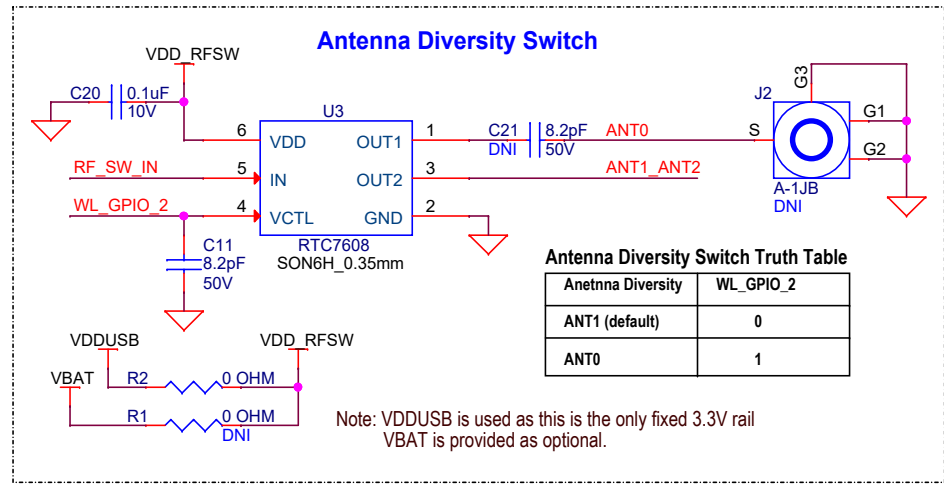 Antenna Diversity Switch
VDD_RFSW
C20 0.1uF
10V
U3
6 VDD OUT1 1
C21 8.2pF ANT0
DNI 50V
J2
G3
S
G1
G2
A-1JB
DNI
RF_SW_IN 5 IN OUT2 3 ANT1_ANT2
WL_GPIO_2 4 VCTL GND 2
C11
8.2pF
50V
RTC7608
SON6H_0.35mm
Antenna Diversity Switch Truth Table
Anetnna Diversity WL_GPIO_2
ANT1 (default) 0
ANT0 1
VDDUSB VDD_RFSW
VBAT R2 0 OHM
R1 0 OHM
DNI
Note: VDDUSB is used as this is the only fixed 3.3V rail
VBAT is provided as optional.